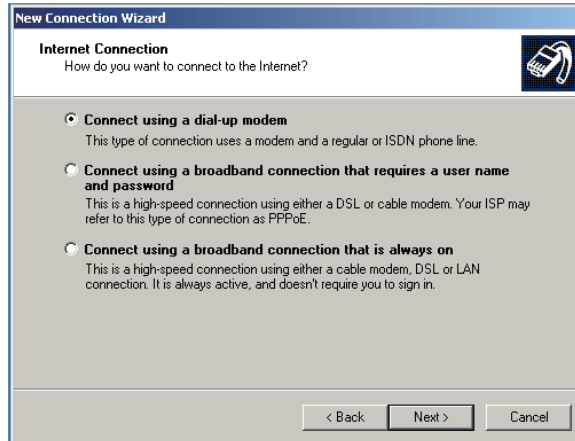 New Connection Wizard
Internet Connection
How do you want to connect to the Internet?
Connect using a dial-up modem
This type of connection uses a modem and a regular or ISDN phone line.
Connect using a broadband connection that requires a user name
and password
This is a high-speed connection using either a DSL or cable modem. Your ISP may
refer to this type of connection as PPPoE.
Connect using a broadband connection that is always on
This is a high-speed connection using either a cable modem, DSL or LAN
connection. It is always active, and doesn't require you to sign in.
< Back Next > Cancel